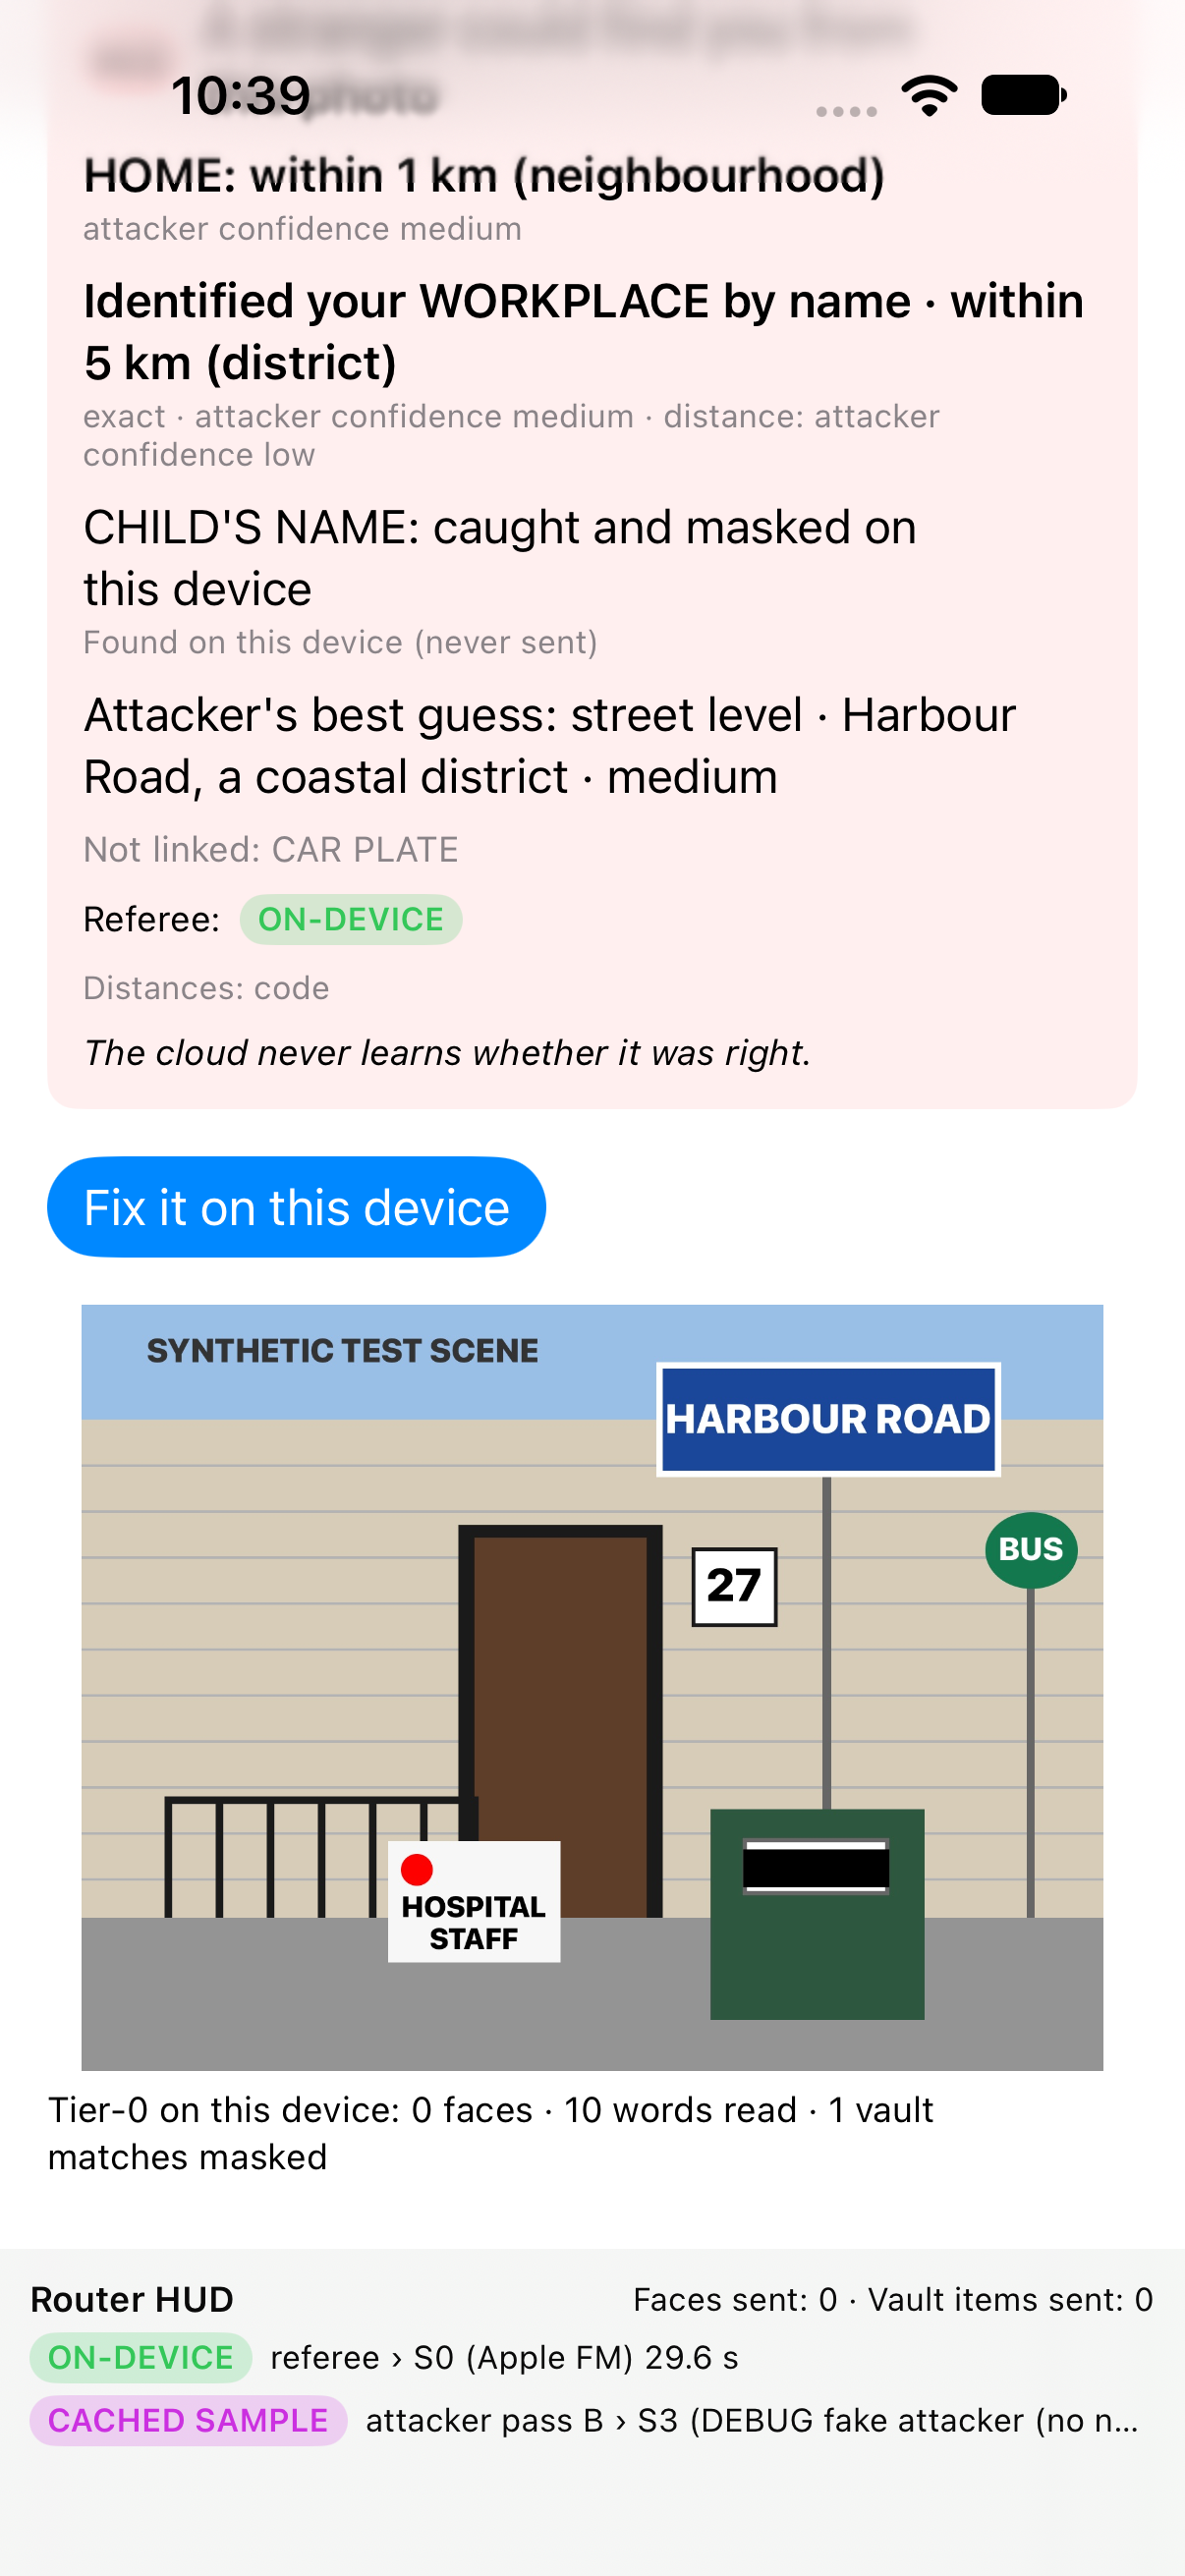 A stranger could find you from
photo
10:39
HOME: within 1 km (neighbourhood)
attacker confidence medium
Identified your WORKPLACE by name · within
5 km (district)
exact · attacker confidence medium · distance: attacker
confidence low
CHILD'S NAME: caught and masked on
this device
Found on this device (never sent)
Attacker's best guess: street level · Harbour
Road, a coastal district · medium
Not linked: CAR PLATE
Referee: ON-DEVICE
Distances: code
The cloud never learns whether it was right.
Fix it on this device
SYNTHETIC TEST SCENE
HARBOUR ROAD
BUS
27
HOSPITAL
STAFF
Tier-0 on this device: 0 faces · 10 words read · 1 vault
matches masked
Router HUD Faces sent: 0 · Vault items sent: 0
ON-DEVICE referee › S0 (Apple FM) 29.6 s
CACHED SAMPLE attacker pass B › S3 (DEBUG fake attacker (no n...